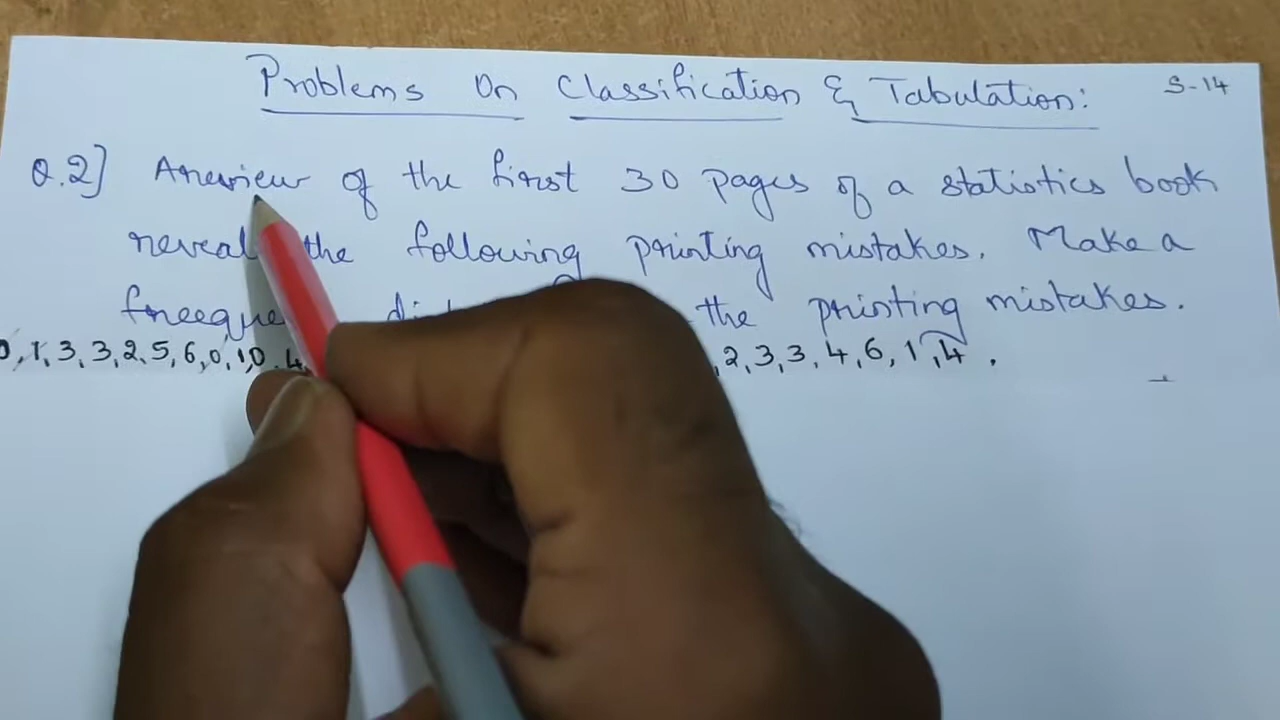 Problems On Classification & Tabulation: S-14
Q.2] A review of the first 30 pages of a statistics book
reveal the following printing mistakes. Make a
the printing mistakes.
0, 1, 3, 3, 2, 5, 6, 0, 1, 0, 4 , 2, 3, 3, 4, 6, 1, 4.